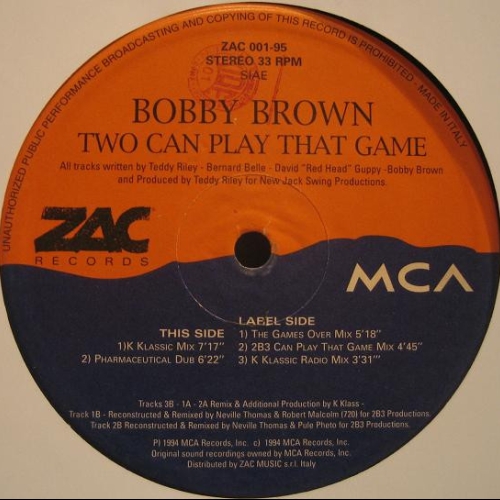 UNAUTHORIZED PUBLIC PERFORMANCE BROADCASTING AND COPYING OF THIS RECORD IS PROHIBITED - MADE IN ITALY
ZAC 001-95
STEREO 33 RPM
SIAE
BOBBY BROWN
TWO CAN PLAY THAT GAME
All tracks written by Teddy Riley - Bernard Belle - David "Red Head" Guppy -Bobby Brown
and Produced by Teddy Riley for New Jack Swing Productions.
ZAC
RECORDS
MCA
THIS SIDE
1)K KLASSIC MIX 7'17"
2) PHARMACEUTICAL DUB 6'22"
LABEL SIDE
1) THE GAMES OVER MIX 5'18"
2) 2B3 CAN PLAY THAT GAME MIX 4'45"
3) K KLASSIC RADIO MIX 3'31'"
Tracks 3B - 1A - 2A Remix & Additional Production by K Klass -
Track 1B - Reconstructed & Remixed by Neville Thomas & Robert Malcolm (720) for 2B3 Productions.
Track 2B Reconstructed & Remixed by Neville Thomas & Pule Photo for 2B3 Productions.
P) 1994 MCA Records, Inc. c) 1994 MCA Records, Inc.
Original sound recordings owned by MCA Records, Inc.
Distributed by ZAC MUSIC s.r.l. Italy